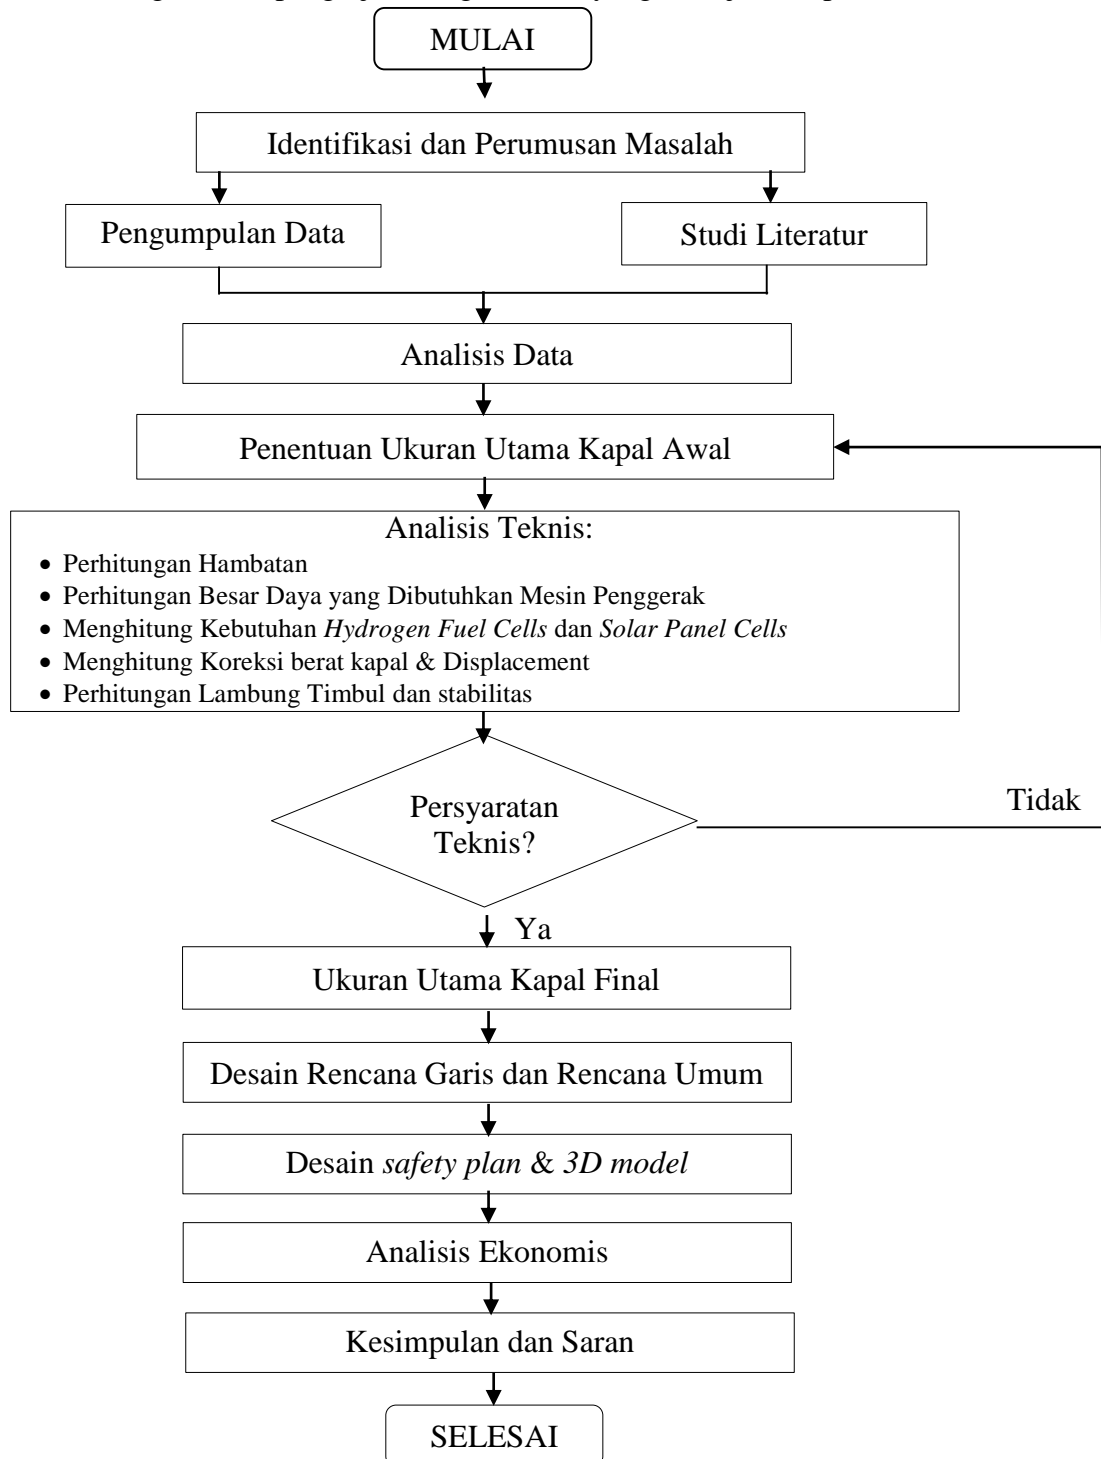 MULAI
Identifikasi dan Perumusan Masalah
Pengumpulan Data
Studi Literatur
Analisis Data
Penentuan Ukuran Utama Kapal Awal
Analisis Teknis:
• Perhitungan Hambatan
• Perhitungan Besar Daya yang Dibutuhkan Mesin Penggerak
• Menghitung Kebutuhan Hydrogen Fuel Cells dan Solar Panel Cells
• Menghitung Koreksi berat kapal & Displacement
• Perhitungan Lambung Timbul dan stabilitas
Persyaratan
Teknis?
Tidak
Ya
Ukuran Utama Kapal Final
Desain Rencana Garis dan Rencana Umum
Desain safety plan & 3D model
Analisis Ekonomis
Kesimpulan dan Saran
SELESAI